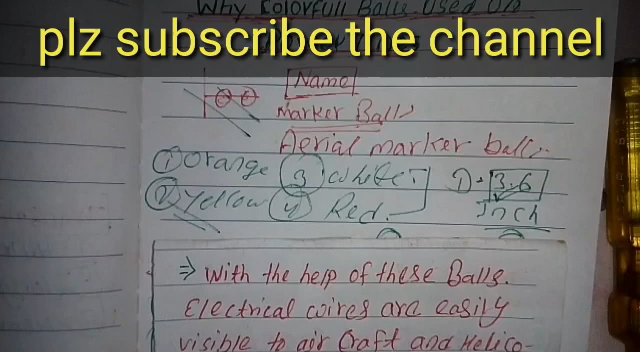 Why Colorfull Balls Used On
plz subscribe the channel
Name
Marker Balls
Aerial marker balls
① Orange ③ white
D = 3.6
② Yellow ④ Red
Inch
⇒ With the help of these Balls.
Electrical wires are easily
visible to air Craft and Helico-